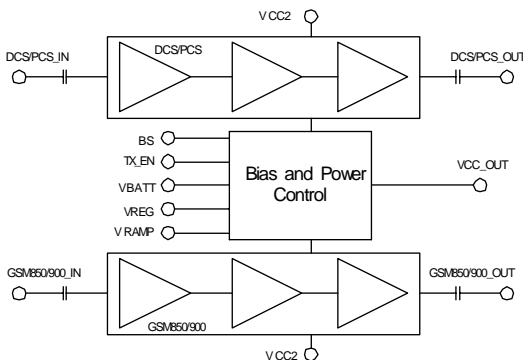 VCC2
DCS/PCS_IN
DCS/PCS
DCS/PCS_OUT
BS
TX_EN
VBATT
VREG
VRAMP
Bias and Power
Control
VCC_OUT
GSM850/900_IN
GSM850/900_OUT
GSM850/900
VCC2